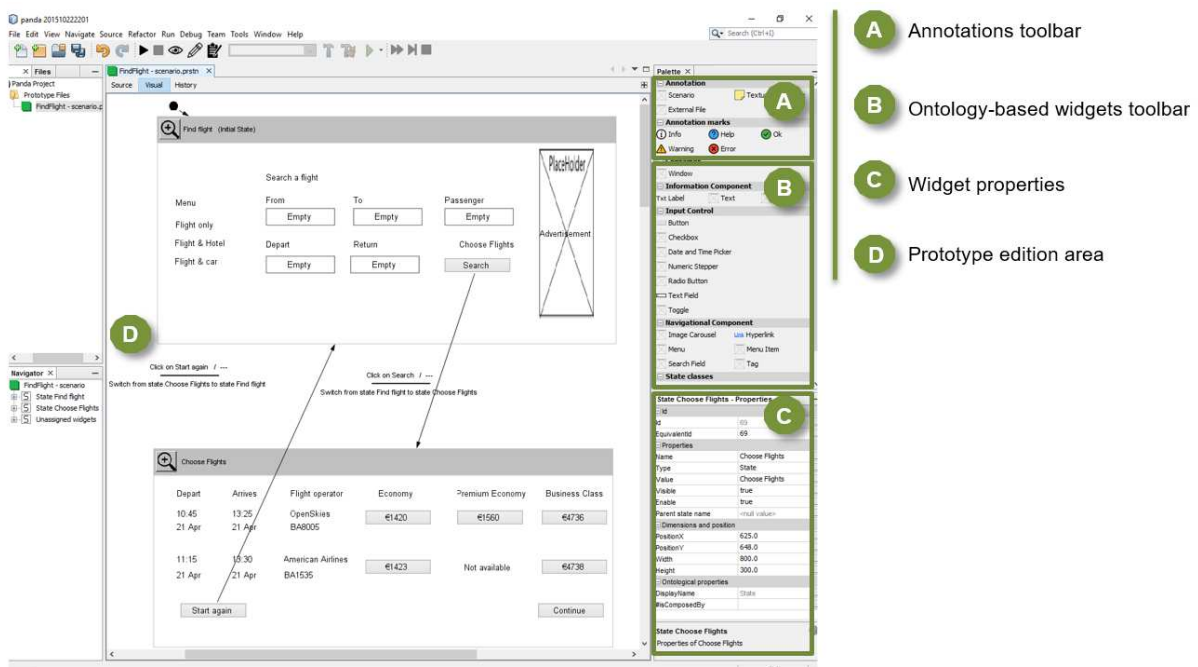 panda 201510222201
File Edit View Navigate Source Refactor Run Debug Team Tools Window Help
Search (Ctrl+I)
Files
Panda Project
Prototype Files
FindFlight - scenario.p
FindFlight - scenario.prstn
Source Visual History
Find flight (Initial State)
Search a flight
Menu
Flight only
Flight & Hotel
Flight & car
From To Passenger
Empty Empty Empty
Depart Return Choose Flights
Empty Empty Search
PlaceHolder
Advertisement
D
Click on Start again / ---
Switch from state Choose Flights to state Find flight
Click on Search / ---
Switch from state Find flight to state Choose Flights
Choose Flights
Depart Arrives Flight operator Economy Premium Economy Business Class
10:45 13:25 OpenSkies €1420 €1560 €4736
21 Apr 21 Apr BA8005
11:15 13:30 American Airlines €1423 Not available €4738
21 Apr 21 Apr BA1535
Start again Continue
Navigator
FindFlight - scenario
State Find flight
State Choose Flights
Unassigned widgets
Palette
Annotation
Scenario
External File
Annotation marks
Info Help Ok
Warning Error
A
Window
Information Component
Txt Label Text
Input Control
Button
Checkbox
Date and Time Picker
Numeric Stepper
Radio Button
Text Field
Toggle
Navigational Component
Image Carousel Hyperlink
Menu Menu Item
Search Field Tag
State classes
B
State Choose Flights - Properties
Id
Id 69
EquivalentId 69
Properties
Name Choose Flights
Type State
Value Choose Flights
Visible true
Enable true
Parent state name <null value>
Dimensions and position
PositionX 625.0
PositionY 648.0
Width 800.0
Height 300.0
Ontological properties
DisplayName State
#isComposedBy
State Choose Flights
Properties of Choose Flights
C
A Annotations toolbar
B Ontology-based widgets toolbar
C Widget properties
D Prototype edition area